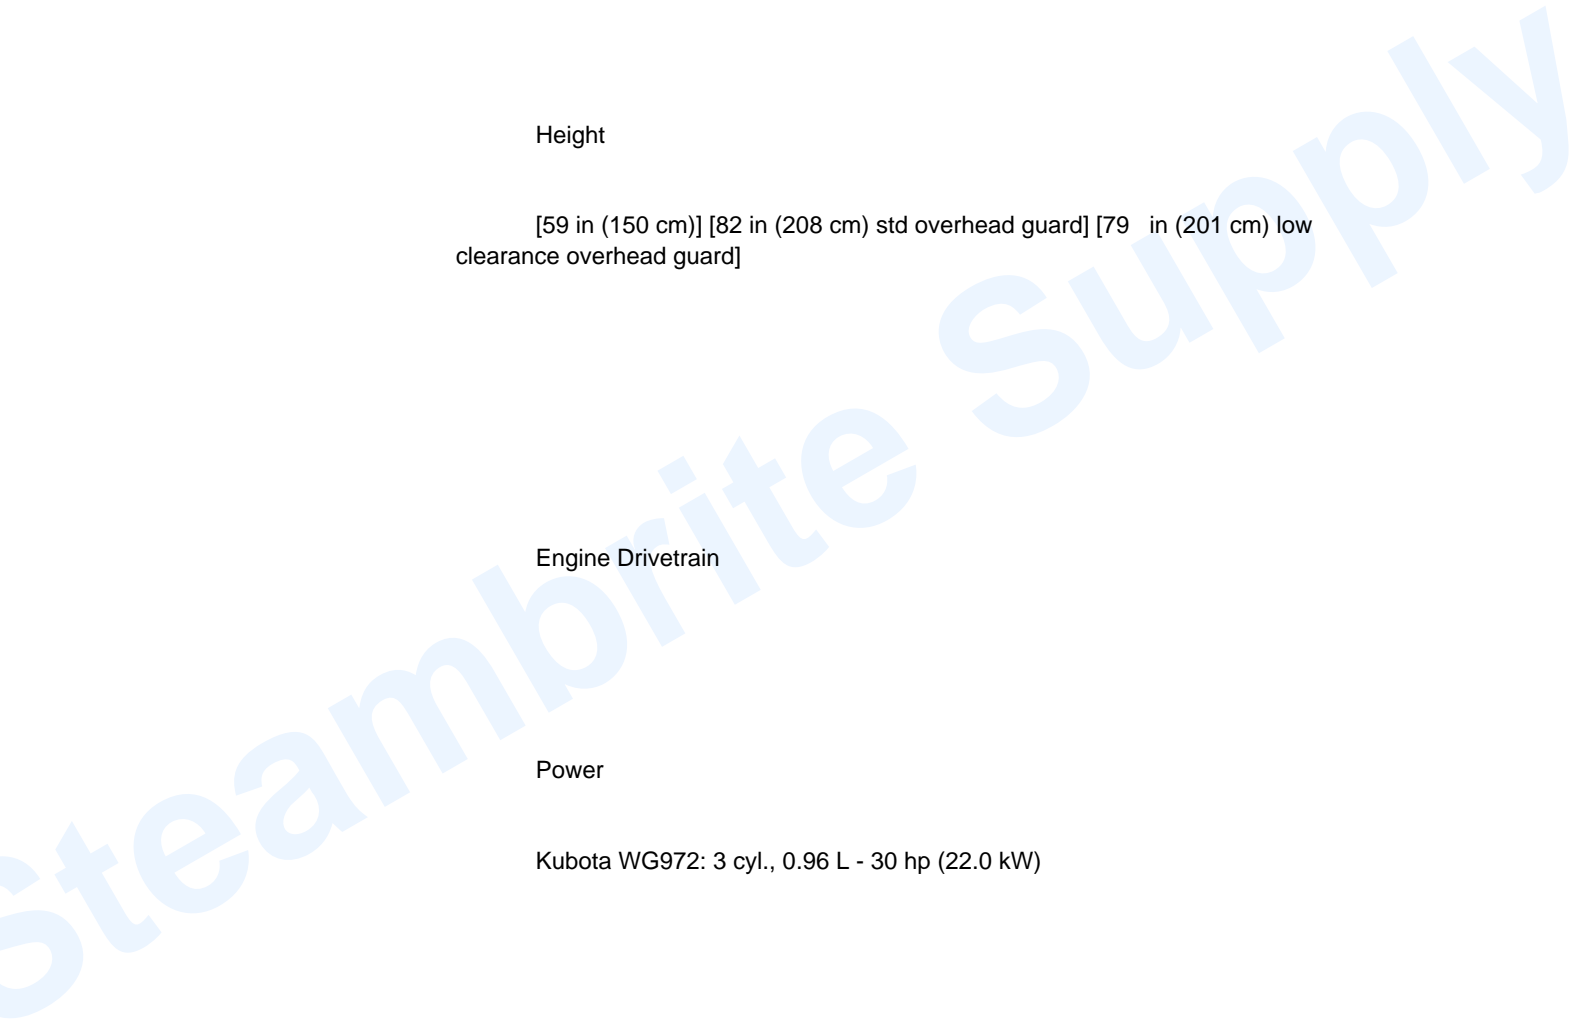 Height
[59 in (150 cm)] [82 in (208 cm) std overhead guard] [79   in (201 cm) low
clearance overhead guard]
Engine Drivetrain
Power
Kubota WG972: 3 cyl., 0.96 L - 30 hp (22.0 kW)
Steambrite Supply